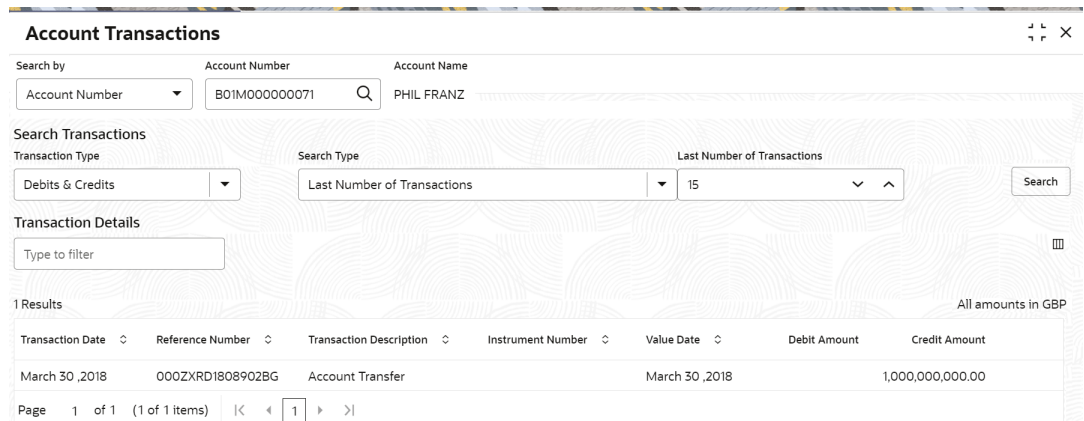 Account Transactions
Search by Account Number Account Name
Account Number B01M000000071 PHIL FRANZ
Search Transactions
Transaction Type Search Type Last Number of Transactions
Debits & Credits Last Number of Transactions 15 Search
Transaction Details
Type to filter
1 Results All amounts in GBP
Transaction Date Reference Number Transaction Description Instrument Number Value Date Debit Amount Credit Amount
March 30 ,2018 000ZXRD1808902BG Account Transfer March 30 ,2018 1,000,000,000.00
Page 1 of 1 (1 of 1 items) 1